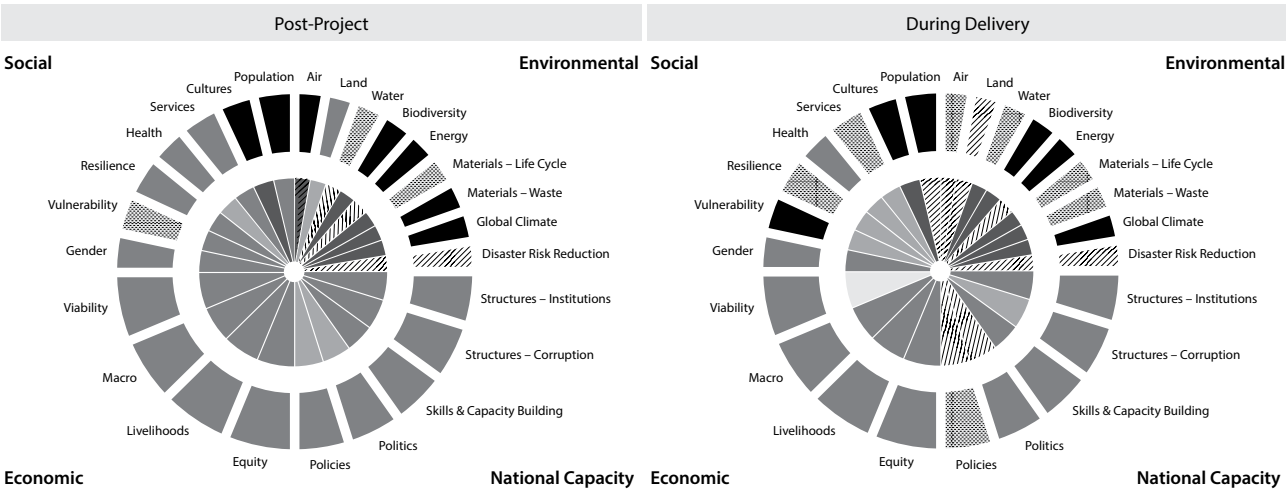 Post-Project
Social
Environmental
Population
Air
Cultures
Land
Services
Water
Health
Biodiversity
Energy
Resilience
Materials – Life Cycle
Vulnerability
Materials – Waste
Global Climate
Gender
Disaster Risk Reduction
Viability
Structures – Institutions
Macro
Structures – Corruption
Livelihoods
Skills & Capacity Building
Equity
Policies
Politics
Economic
National Capacity
During Delivery
Social
Environmental
Population
Air
Cultures
Land
Services
Water
Health
Biodiversity
Energy
Resilience
Materials – Life Cycle
Vulnerability
Materials – Waste
Global Climate
Gender
Disaster Risk Reduction
Viability
Structures – Institutions
Macro
Structures – Corruption
Livelihoods
Skills & Capacity Building
Equity
Policies
Politics
Economic
National Capacity